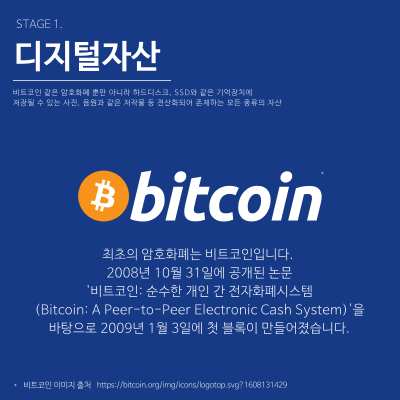 STAGE 1.
디지털자산
비트코인 같은 암호화폐 뿐만 아니라 하드디스크, SSD와 같은 기억장치에
저장될 수 있는 사진, 음원과 같은 저작물 등 전산화되어 존재하는 모든 종류의 자산
bitcoin*
최초의 암호화폐는 비트코인입니다.
2008년 10월 31일에 공개된 논문
'비트코인: 순수한 개인 간 전자화폐시스템
(Bitcoin: A Peer-to-Peer Electronic Cash System)'을
바탕으로 2009년 1월 3일에 첫 블록이 만들어졌습니다.
* 비트코인 이미지 출처 https://bitcoin.org/img/icons/logotop.svg?1608131429